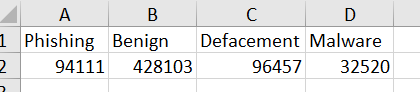 A B C D
1 Phishing Benign Defacement Malware
2 94111 428103 96457 32520